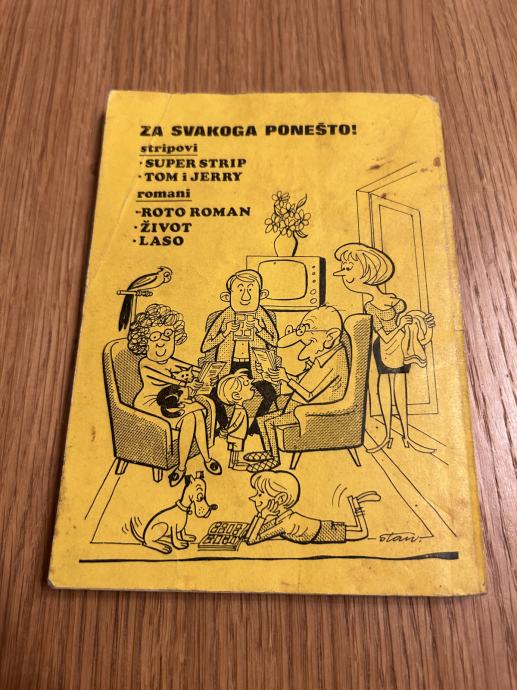 ZA SVAKOGA PONEŠTO!
stripovi
·SUPER STRIP
·TOM i JERRY
romani
·ROTO ROMAN
·ŽIVOT
·LASO